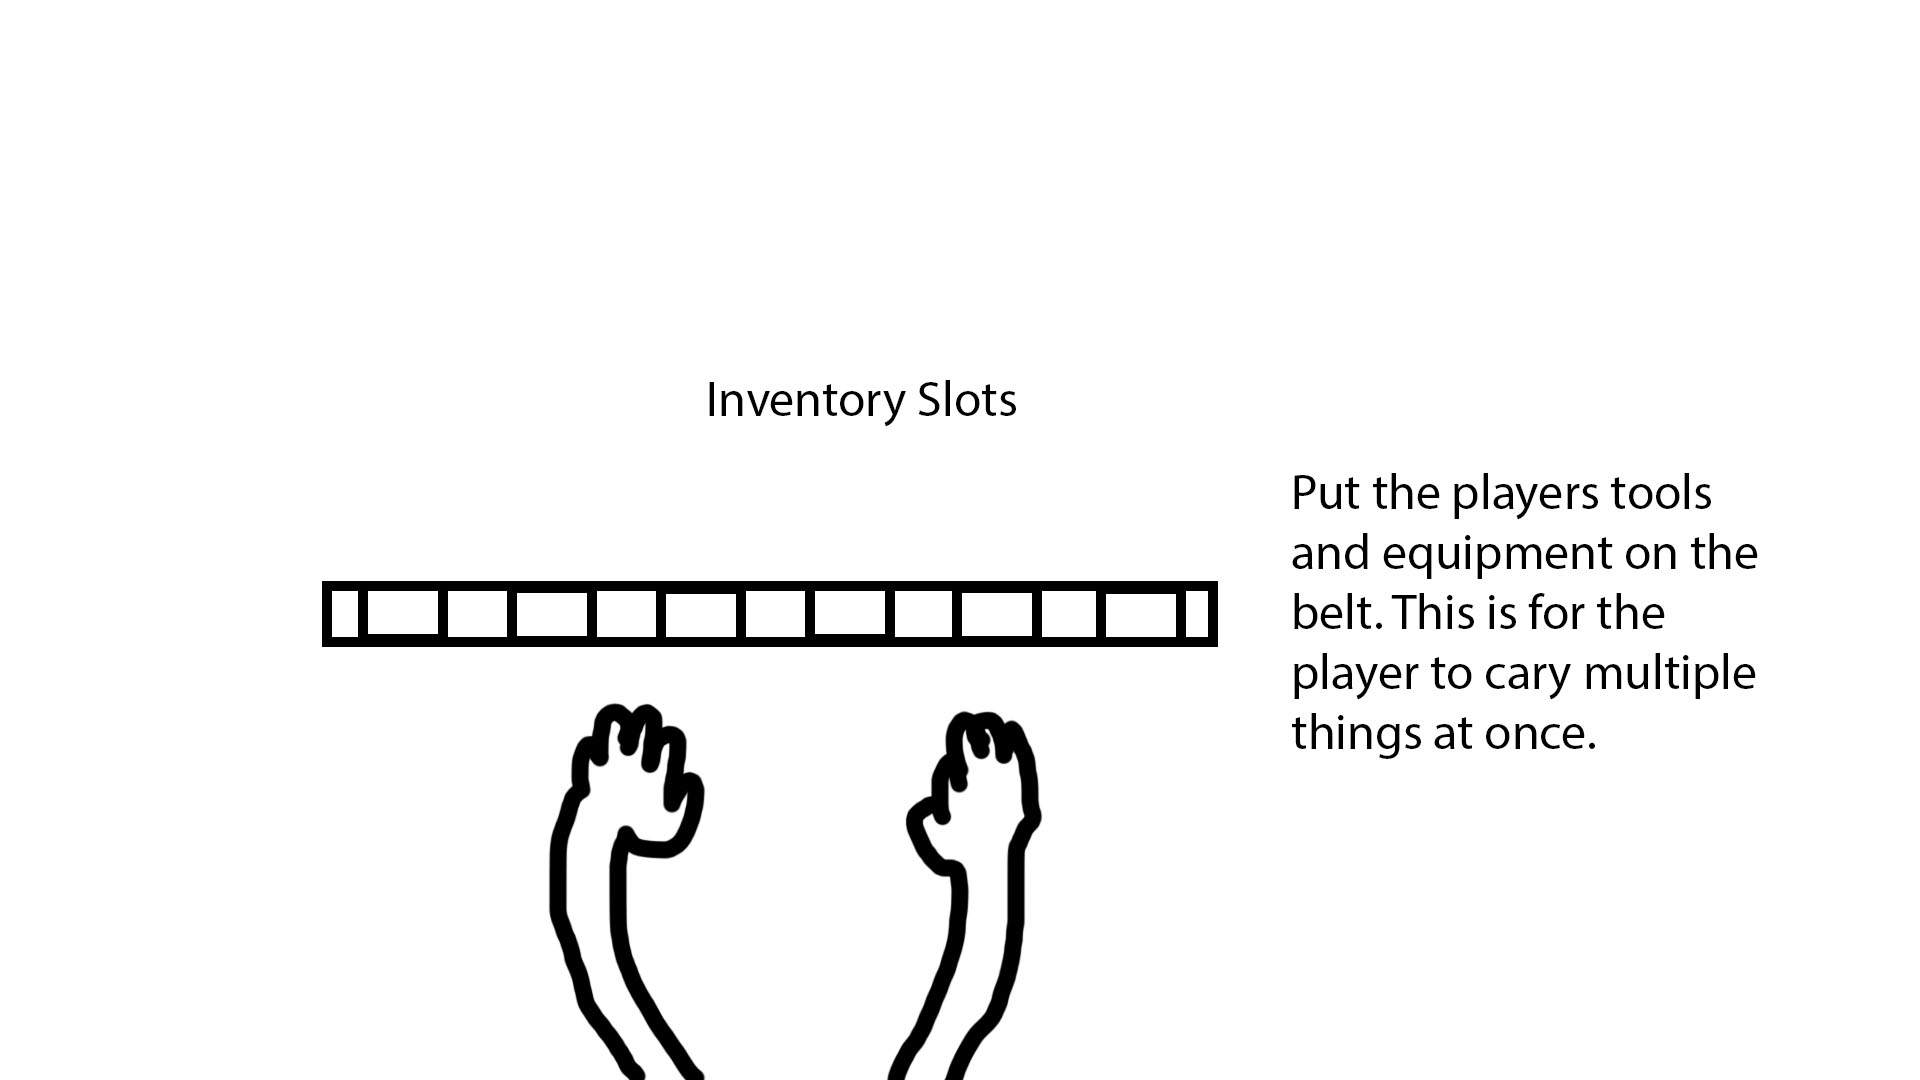 Inventory Slots
Put the players tools
and equipment on the
belt. This is for the
player to cary multiple
things at once.